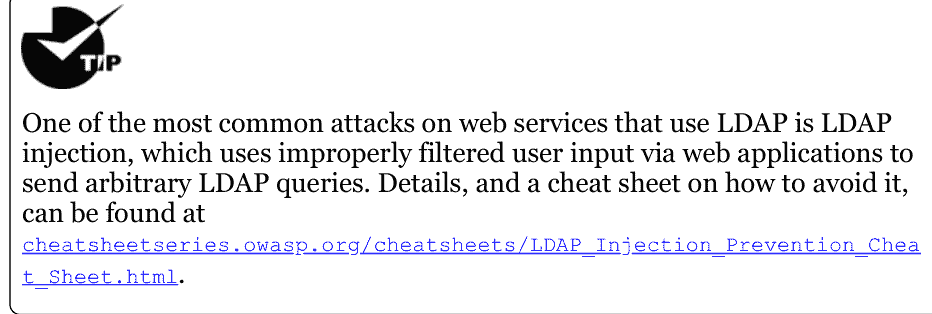 TIP
One of the most common attacks on web services that use LDAP is LDAP
injection, which uses improperly filtered user input via web applications to
send arbitrary LDAP queries. Details, and a cheat sheet on how to avoid it,
can be found at
cheatsheetseries.owasp.org/cheatsheets/LDAP_Injection_Prevention_Chea
t_Sheet.html.